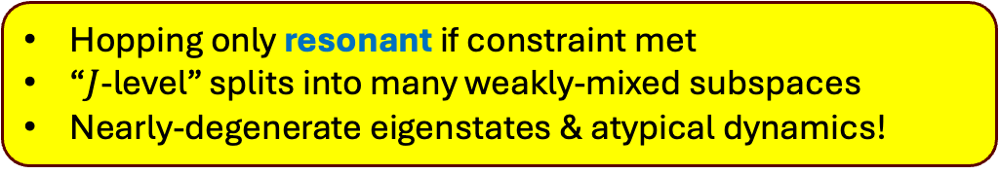 • Hopping only resonant if constraint met
• “J-level” splits into many weakly-mixed subspaces
• Nearly-degenerate eigenstates & atypical dynamics!